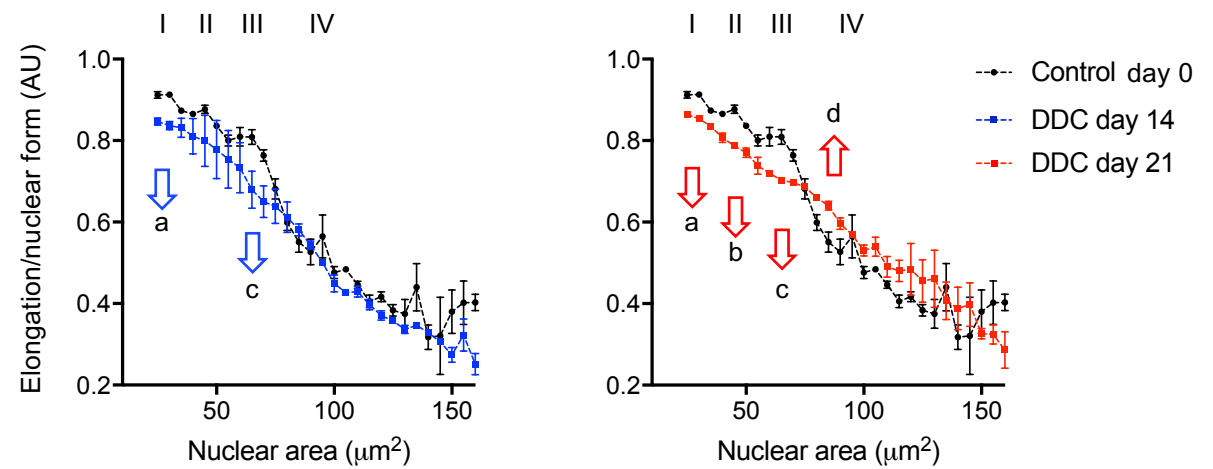 I II III IV
I II III IV
Elongation/nuclear form (AU)
1.0
0.8
0.6
0.4
0.2
a
c
50
100
150
Nuclear area (μm²)
1.0
0.8
0.6
0.4
0.2
a
b
c
d
50
100
150
Nuclear area (μm²)
Control day 0
DDC day 14
DDC day 21